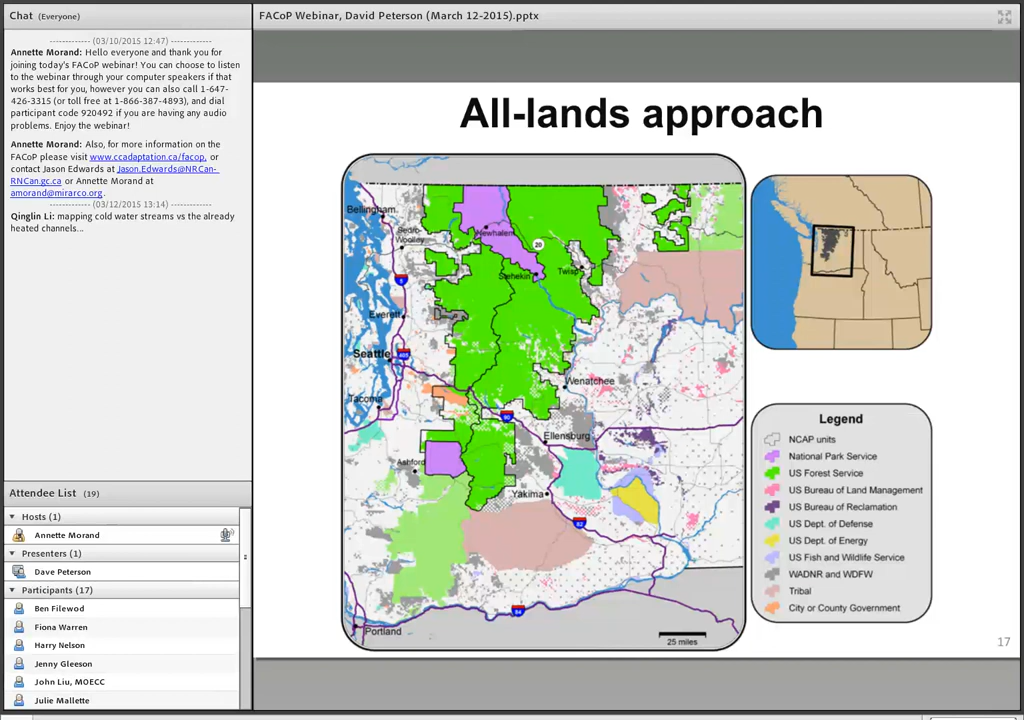 Chat (Everyone)
------------- (03/10/2015 12:47) -------------
Annette Morand: Hello everyone and thank you for
joining today's FACoP webinar! You can choose to listen
to the webinar through your computer speakers if that
works best for you, however you can also call 1-647-
426-3315 (or toll free at 1-866-387-4893), and dial
participant code 920492 if you are having any audio
problems. Enjoy the webinar!
Annette Morand: Also, for more information on the
FACoP please visit www.ccadaptation.ca/facop, or
contact Jason Edwards at Jason.Edwards@NRCan-
RNCan.gc.ca or Annette Morand at
amorand@mirarco.org.
------------- (03/12/2015 13:14) -------------
Qinglin Li: mapping cold water streams vs the already
heated channels...
Attendee List (19)
Hosts (1)
Annette Morand
Presenters (1)
Dave Peterson
Participants (17)
Ben Filewod
Fiona Warren
Harry Nelson
Jenny Gleeson
John Liu, MOECC
Julie Mallette
FACoP Webinar, David Peterson (March 12-2015).pptx
All-lands approach
Bellingham
Sedro-
Woolley
Newhalem
20
Stehekin
Twisp
5
Everett
Seattle
405
Wenatchee
Tacoma
90
Ellensburg
Ashford
Yakima
82
84
Portland
25 miles
Legend
NCAP units
National Park Service
US Forest Service
US Bureau of Land Management
US Bureau of Reclamation
US Dept. of Defense
US Dept. of Energy
US Fish and Wildlife Service
WADNR and WDFW
Tribal
City or County Government
17